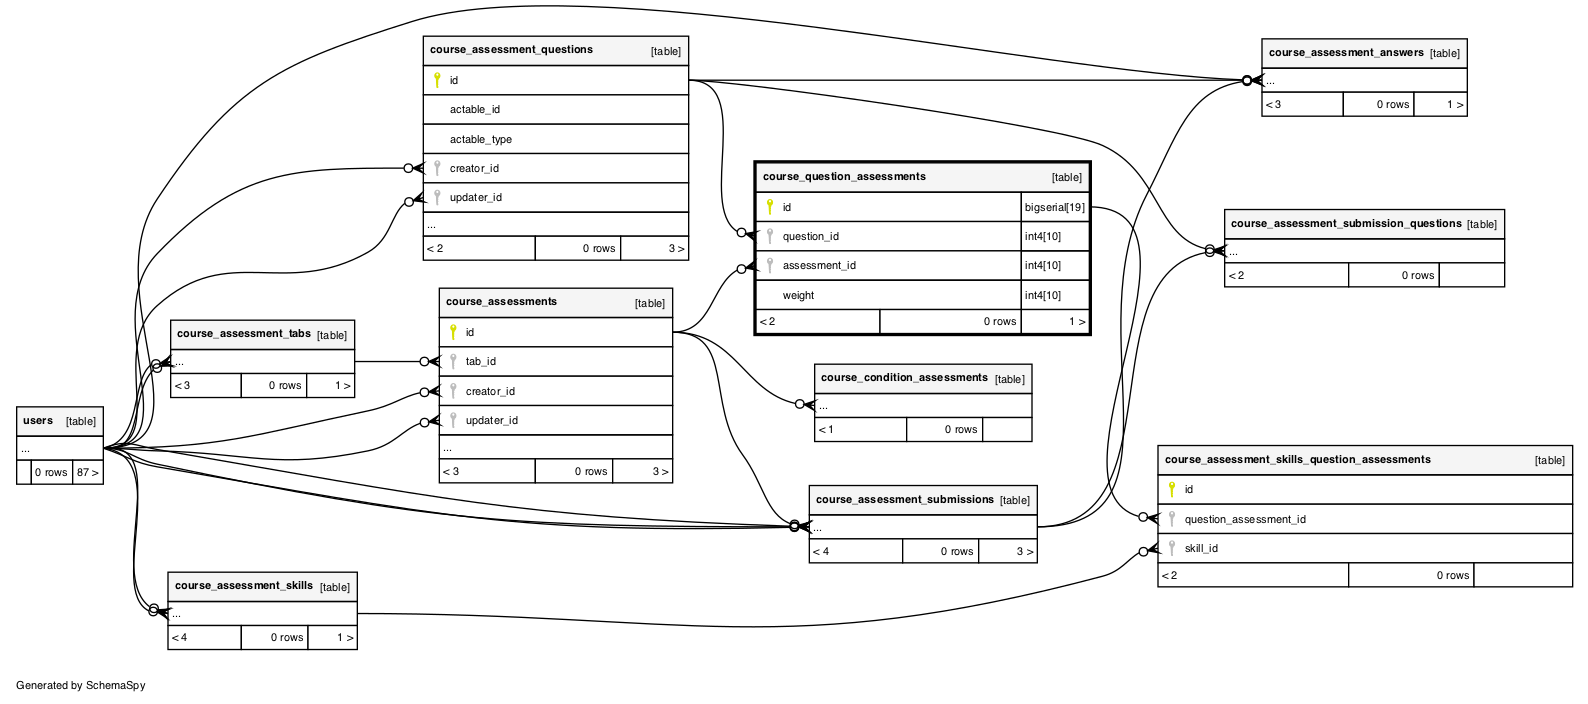 course_assessment_questions [table]
id
actable_id
actable_type
creator_id
updater_id
...
< 2 0 rows 3 >
course_assessment_answers [table]
...
< 3 0 rows 1 >
course_question_assessments [table]
id bigserial[19]
question_id int4[10]
assessment_id int4[10]
weight int4[10]
< 2 0 rows 1 >
course_assessment_submission_questions [table]
...
< 2 0 rows
course_assessments [table]
id
tab_id
creator_id
updater_id
...
< 3 0 rows 3 >
course_assessment_tabs [table]
...
< 3 0 rows 1 >
course_condition_assessments [table]
...
< 1 0 rows
users [table]
...
0 rows 87 >
course_assessment_skills_question_assessments [table]
id
question_assessment_id
skill_id
< 2 0 rows
course_assessment_submissions [table]
...
< 4 0 rows 3 >
course_assessment_skills [table]
...
< 4 0 rows 1 >
Generated by SchemaSpy